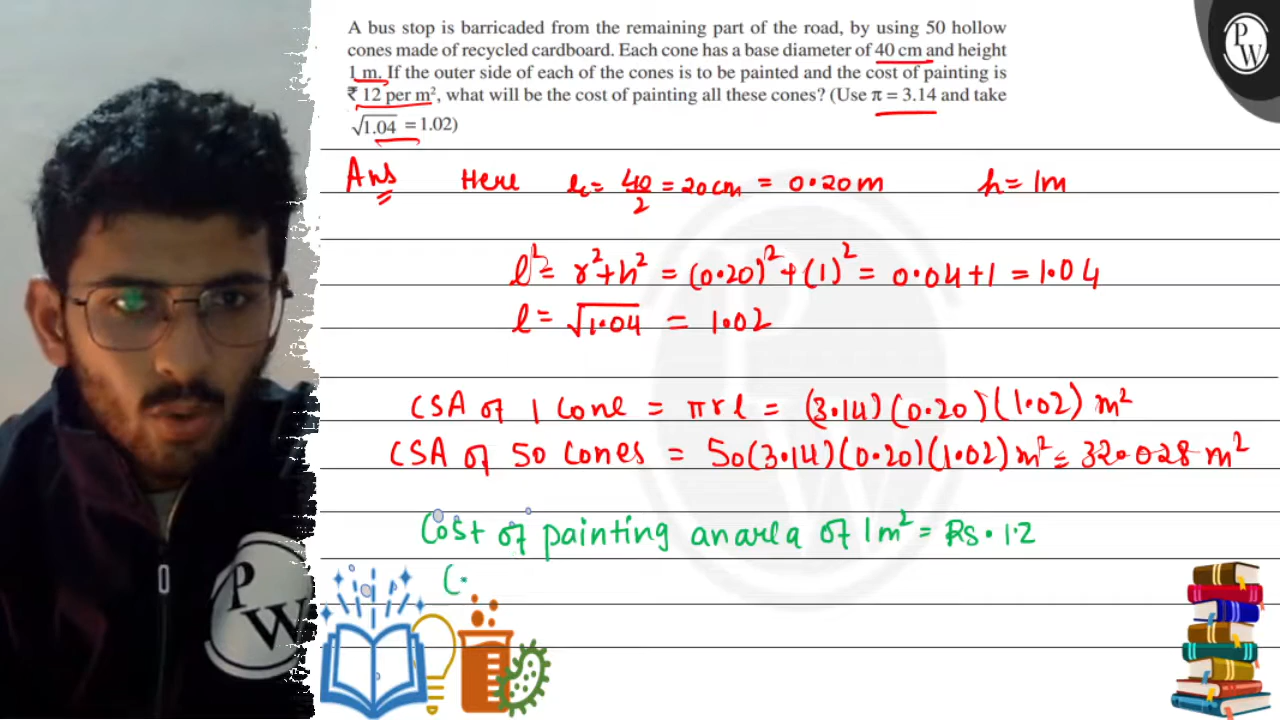 A bus stop is barricaded from the remaining part of the road, by using 50 hollow
cones made of recycled cardboard. Each cone has a base diameter of 40 cm and height
1 m. If the outer side of each of the cones is to be painted and the cost of painting is
₹ 12 per m², what will be the cost of painting all these cones? (Use π = 3.14 and take
√1.04 = 1.02)
Ans Here r = 40/2 = 20 cm = 0.20 m h = 1m
l² = r² + h² = (0.20)² + (1)² = 0.04 + 1 = 1.04
l = √1.04 = 1.02
CSA of 1 Cone = πrl = (3.14)(0.20)(1.02) m²
CSA of 50 Cones = 50(3.14)(0.20)(1.02) m² = 32.028 m²
Cost of painting an area of 1m² = Rs. 12
(.
PW
PW